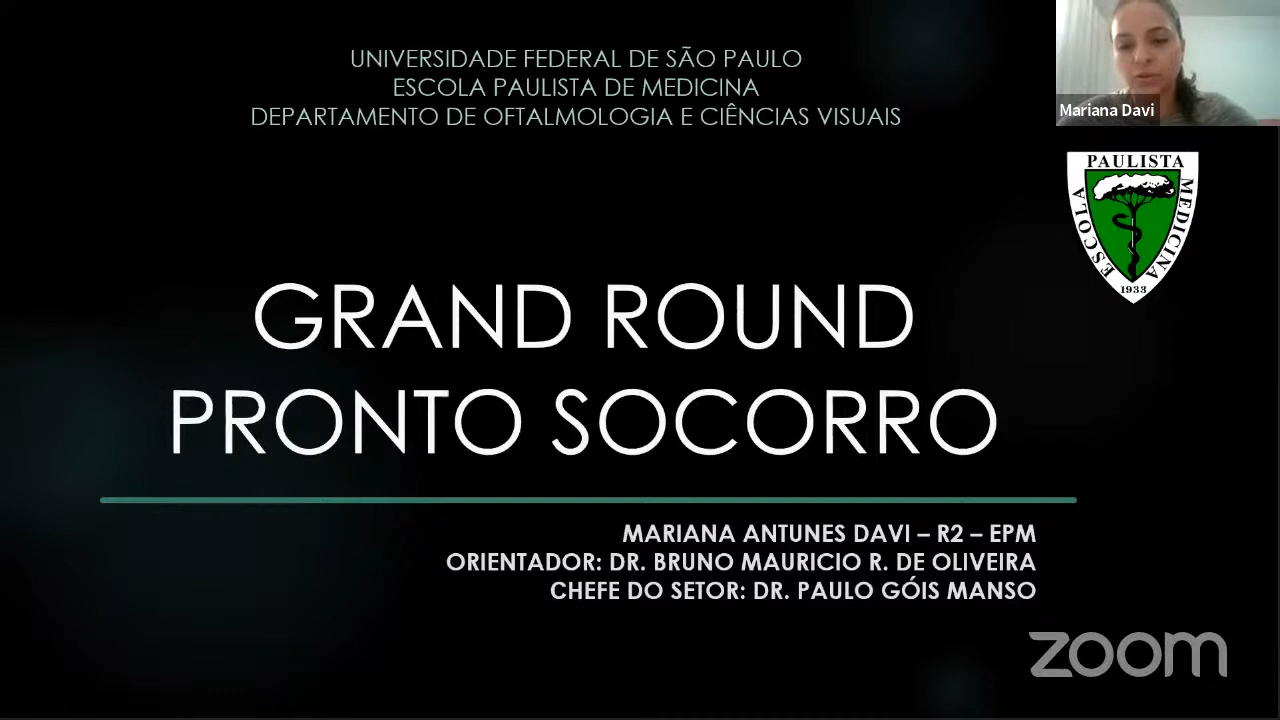 UNIVERSIDADE FEDERAL DE SÃO PAULO
ESCOLA PAULISTA DE MEDICINA
DEPARTAMENTO DE OFTALMOLOGIA E CIÊNCIAS VISUAIS
Mariana Davi
ESCOLA PAULISTA MEDICINA
1933
GRAND ROUND
PRONTO SOCORRO
MARIANA ANTUNES DAVI – R2 – EPM
ORIENTADOR: DR. BRUNO MAURICIO R. DE OLIVEIRA
CHEFE DO SETOR: DR. PAULO GÓIS MANSO
zoom